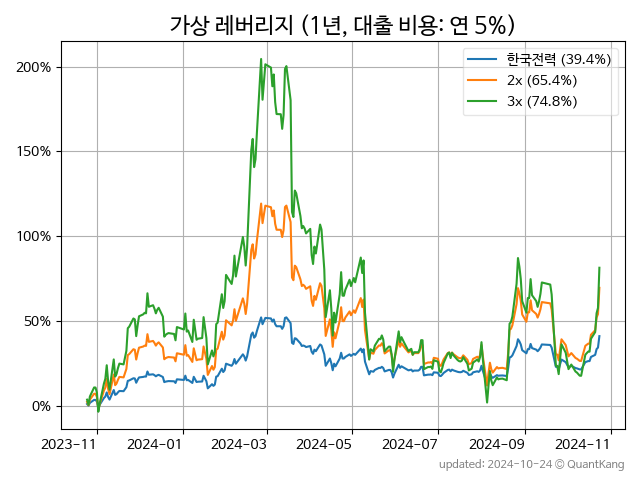 가상 레버리지 (1년, 대출 비용: 연 5%)
한국전력 (39.4%)
2x (65.4%)
3x (74.8%)
200%
150%
100%
50%
0%
2023-11 2024-01 2024-03 2024-05 2024-07 2024-09 2024-11
updated: 2024-10-24 © QuantKang